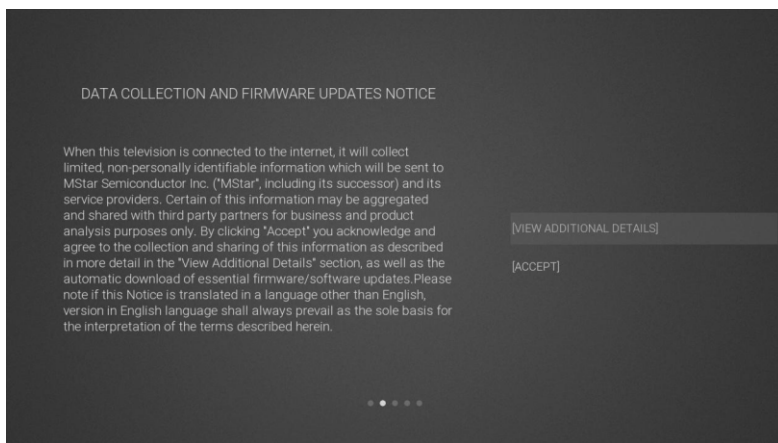 DATA COLLECTION AND FIRMWARE UPDATES NOTICE
When this television is connected to the internet, it will collect
limited, non-personally identifiable information which will be sent to
MStar Semiconductor Inc. ("MStar", including its successor) and its
service providers. Certain of this information may be aggregated
and shared with third party partners for business and product
analysis purposes only. By clicking "Accept" you acknowledge and
agree to the collection and sharing of this information as described
in more detail in the "View Additional Details" section, as well as the
automatic download of essential firmware/software updates.Please
note if this Notice is translated in a language other than English,
version in English language shall always prevail as the sole basis for
the interpretation of the terms described herein.
[VIEW ADDITIONAL DETAILS]
[ACCEPT]